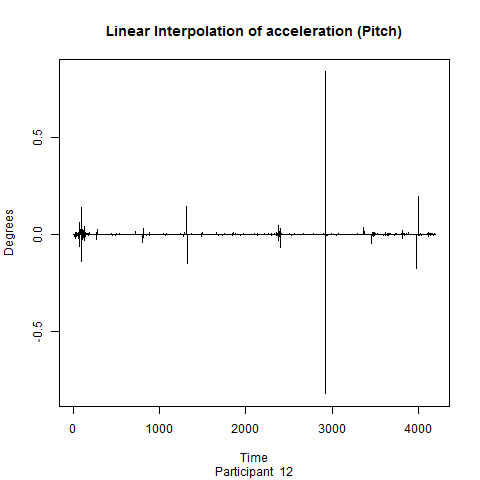 Linear Interpolation of acceleration (Pitch)
Degrees
0.5
0.0
-0.5
0 1000 2000 3000 4000
Time
Participant 12